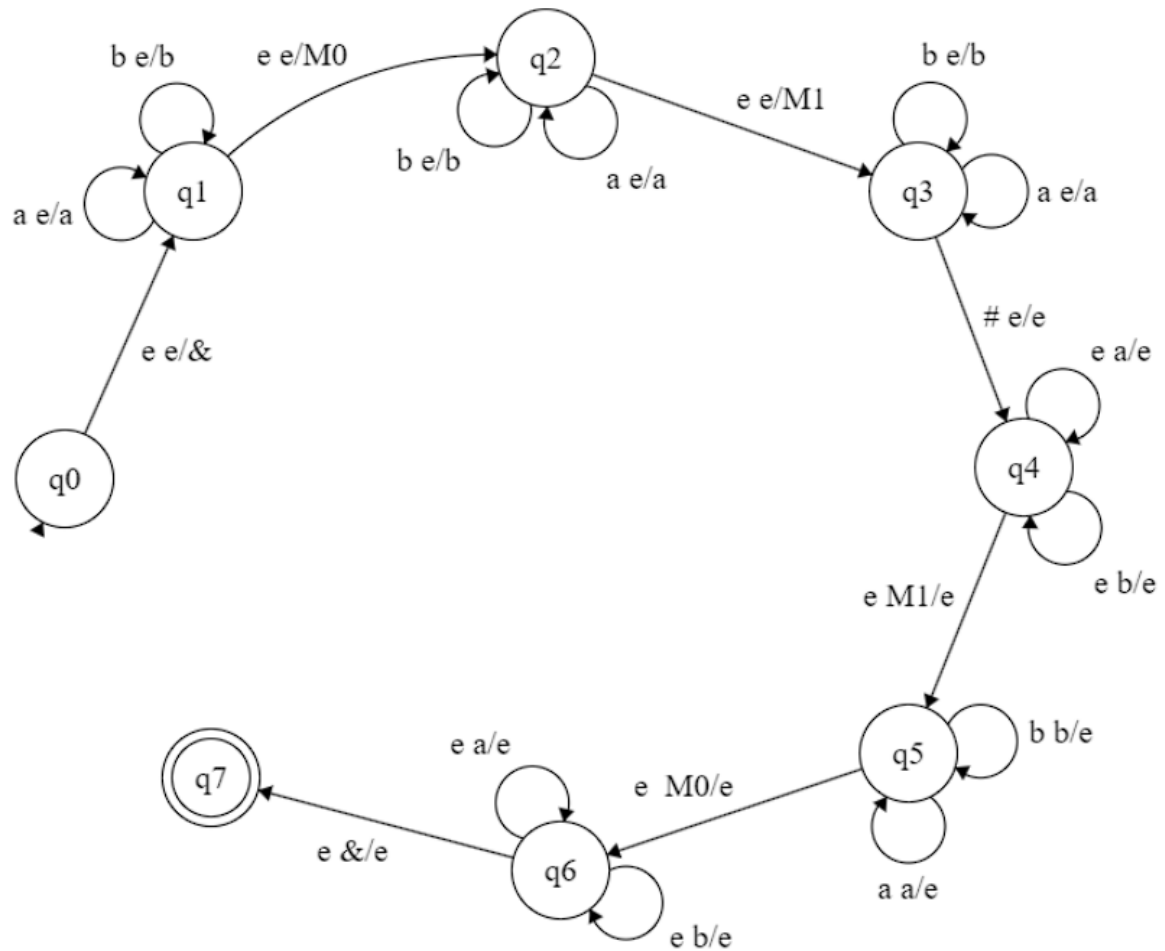 b e/b
e e/M0
q2
b e/b
e e/M1
b e/b
a e/a
q1
a e/a
q3
a e/a
a e/a
# e/e
e e/&
e a/e
q0
q4
e b/e
e M1/e
b b/e
q5
e a/e
e M0/e
q7
e &/e
q6
a a/e
e b/e